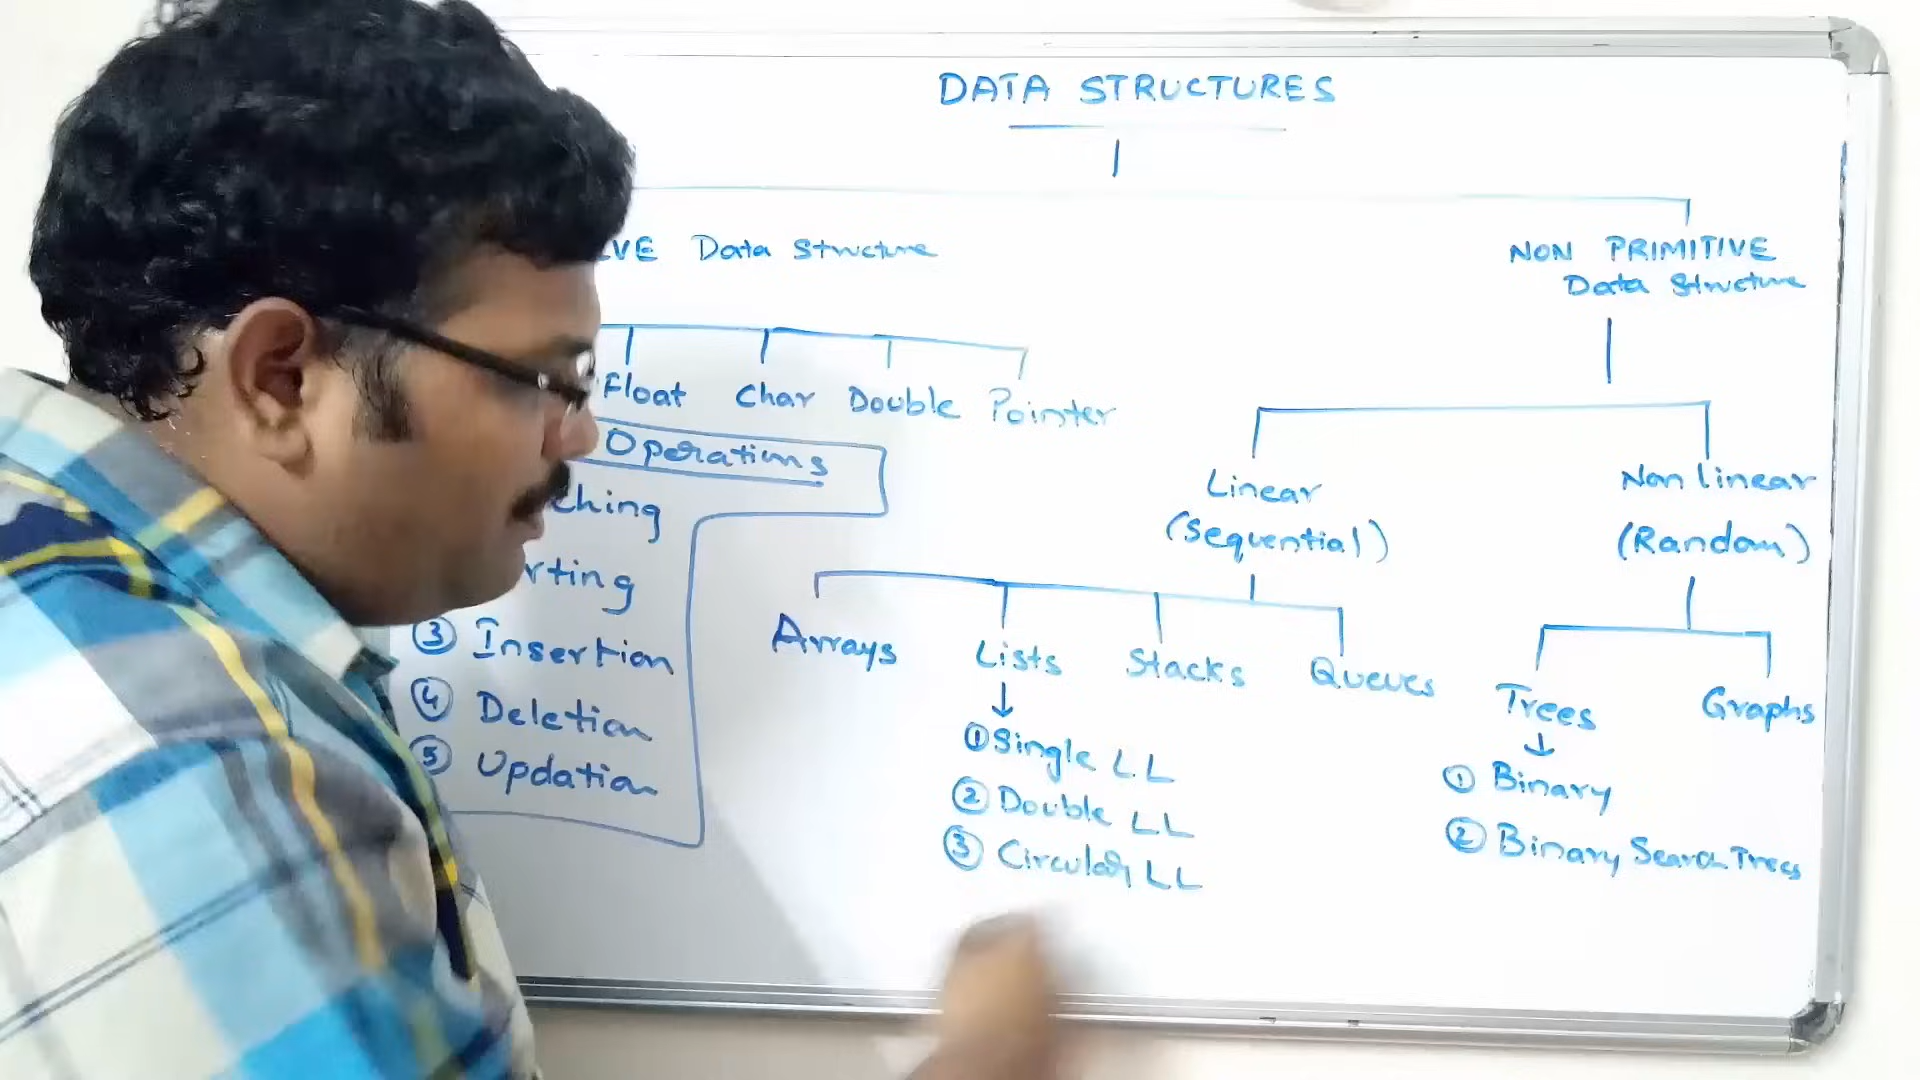 DATA STRUCTURES
Data Structure
NON PRIMITIVE
Data Structure
Float Char Double Pointer
Operations
③ Insertion
④ Deletion
⑤ Updation
Linear
(Sequential)
Non linear
(Random)
Arrays Lists Stacks Queues
Trees Graphs
① Single LL
② Double LL
③ Circular LL
① Binary
② Binary Search Trees